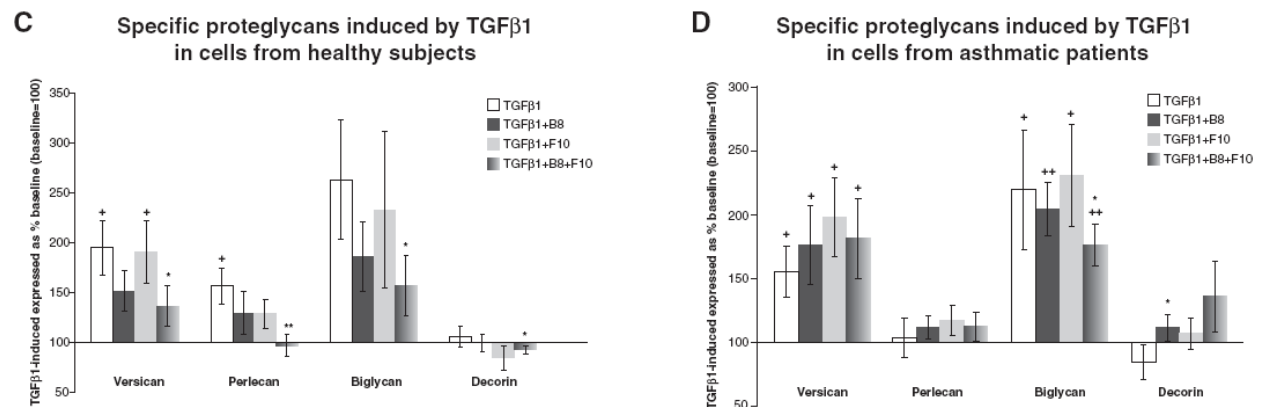 C
Specific proteglycans induced by TGFβ1
in cells from healthy subjects
TGFβ1-induced expressed as % baseline (baseline=100)
350
300
250
200
150
100
50
TGFβ1
TGFβ1+B8
TGFβ1+F10
TGFβ1+B8+F10
+
+
*
+
**
*
*
Versican
Perlecan
Biglycan
Decorin
D
Specific proteglycans induced by TGFβ1
in cells from asthmatic patients
TGFβ1-induced expressed as % baseline (baseline=100)
300
250
200
150
100
50
TGFβ1
TGFβ1+B8
TGFβ1+F10
TGFβ1+B8+F10
+
+
+
+
+
++
+
*
++
*
Versican
Perlecan
Biglycan
Decorin